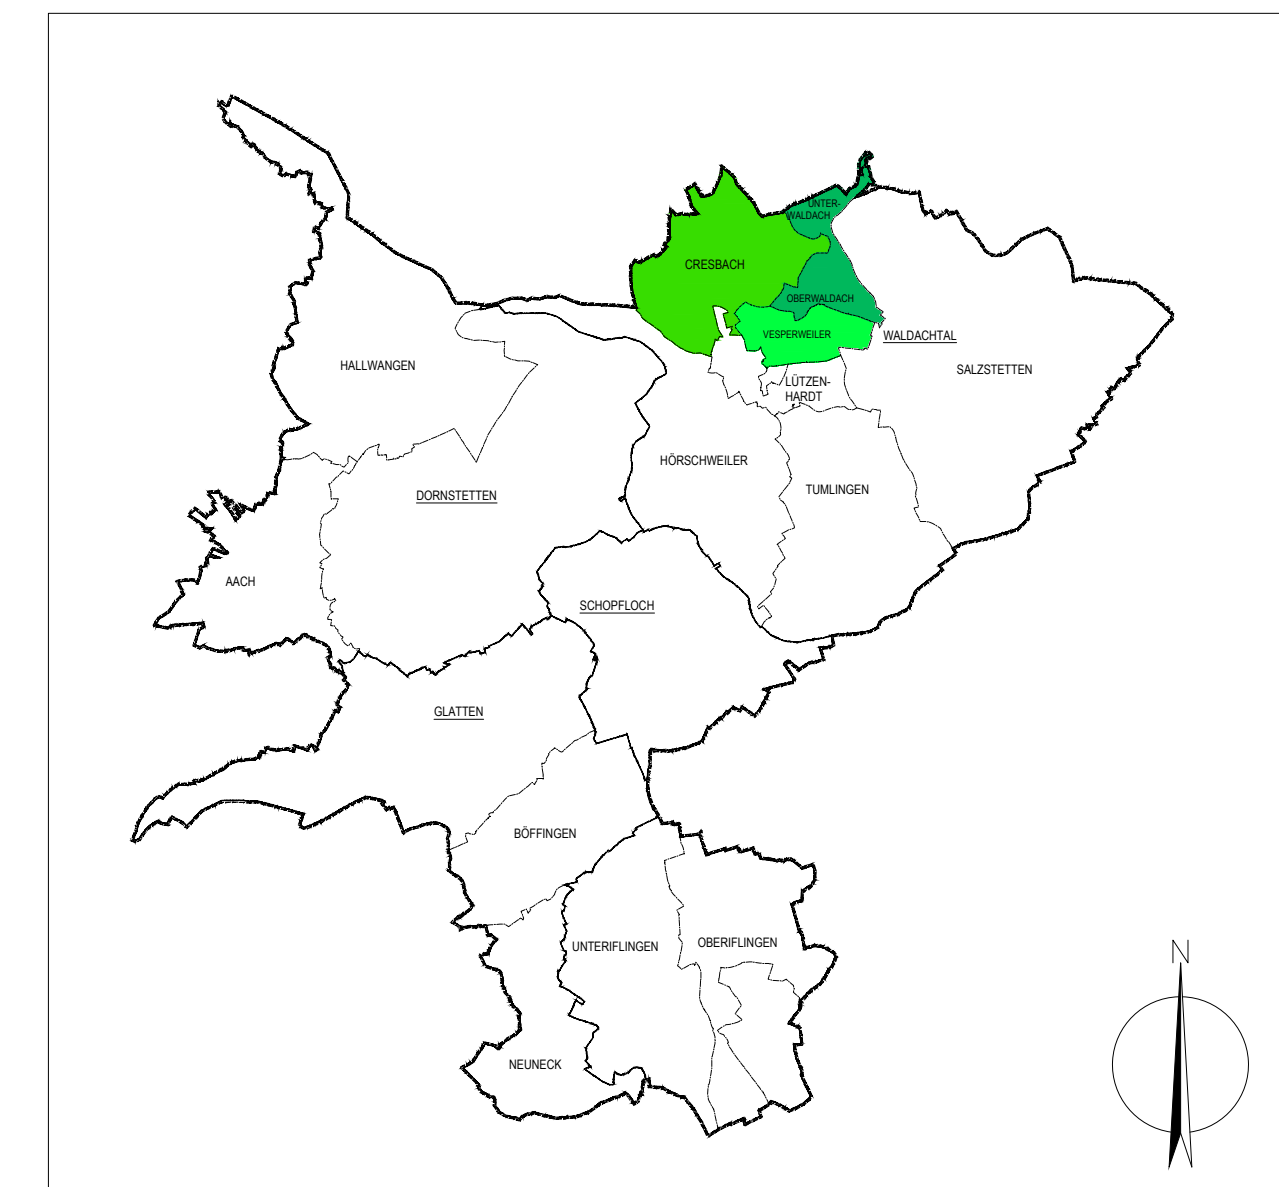 UNTER-
WALDACH
CRESBACH
OBERWALDACH
VESPERWEILER
WALDACHTAL
HALLWANGEN
SALZSTETTEN
LÜTZEN-
HARDT
HÖRSCHWEILER
TUMLINGEN
DORNSTETTEN
AACH
SCHOPFLOCH
GLATTEN
BÖFFINGEN
UNTERIFLINGEN
OBERIFLINGEN
N
NEUNECK